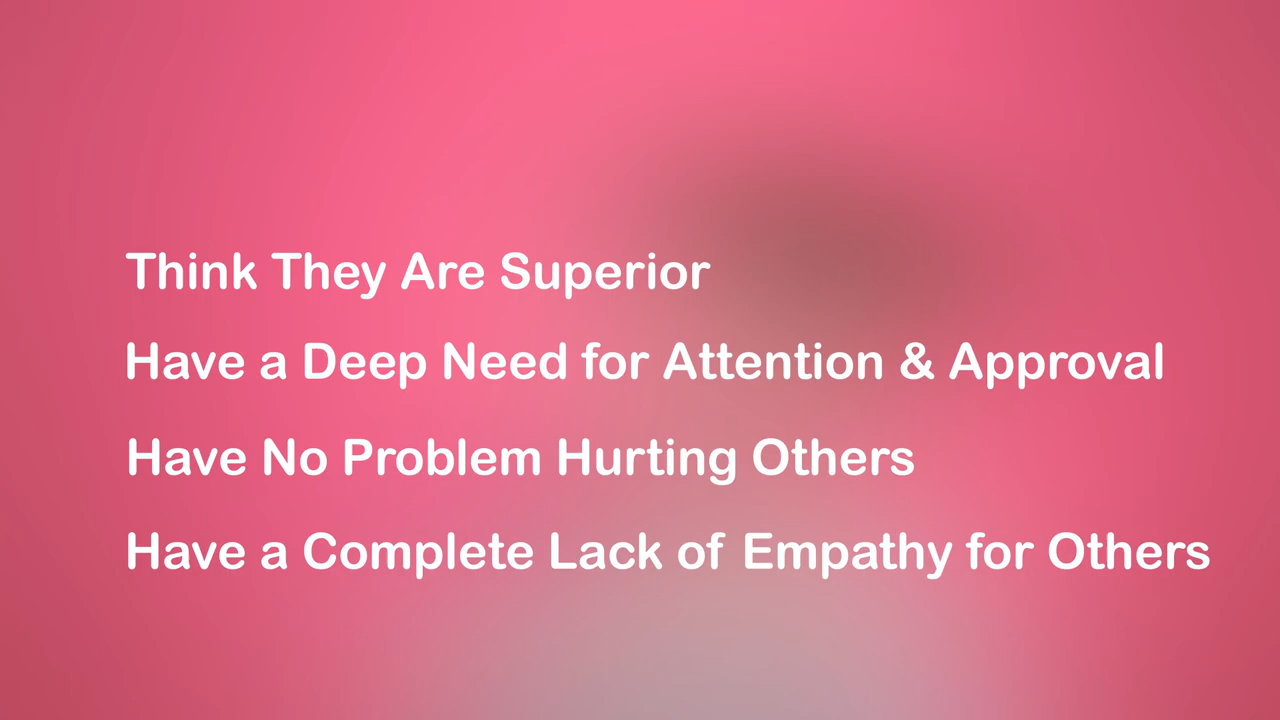 Think They Are Superior
Have a Deep Need for Attention & Approval
Have No Problem Hurting Others
Have a Complete Lack of Empathy for Others